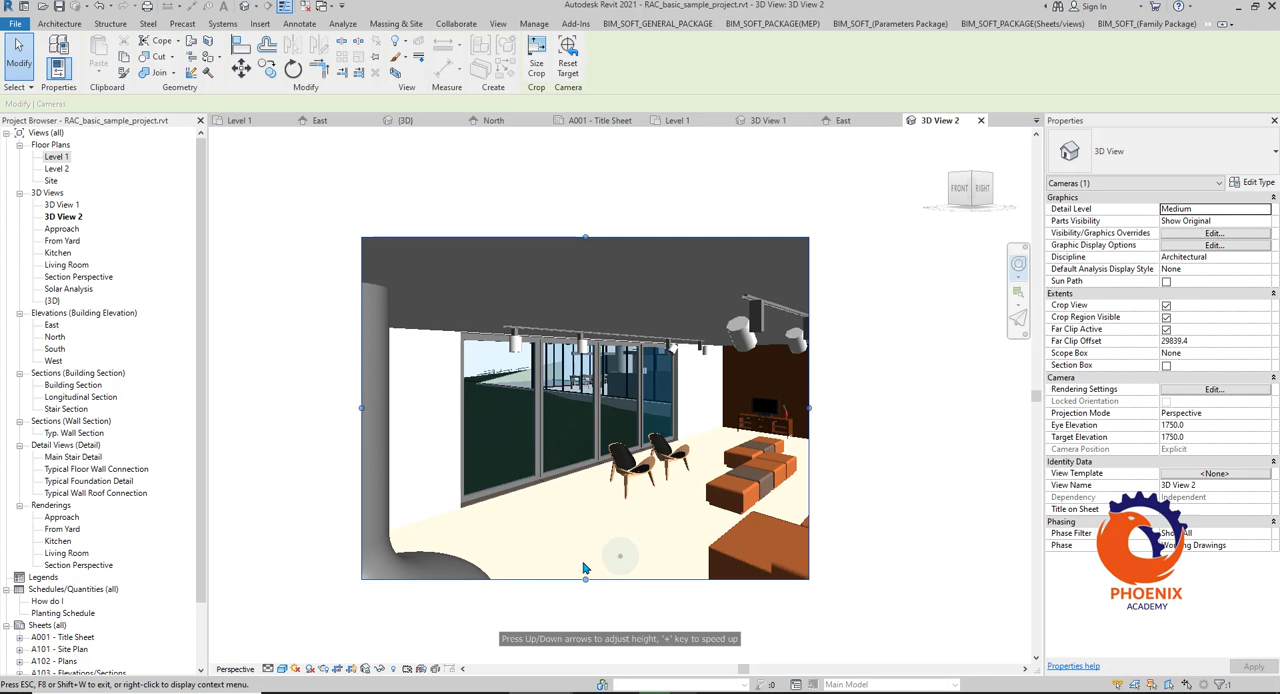 Autodesk Revit 2021 - RAC_basic_sample_project.rvt - 3D View: 3D View 2
Sign In
File
Architecture
Structure
Steel
Precast
Systems
Insert
Annotate
Analyze
Massing & Site
Collaborate
View
Manage
Add-Ins
BIM_SOFT_GENERAL_PACKAGE
BIM_SOFT_PACKAGE(MEP)
BIM_SOFT_(Parameters Package)
BIM_SOFT_PACKAGE(Sheets/views)
BIM_SOFT_(Family Package)
Modify
Paste
Cope
Cut
Join
Size
Crop
Reset
Target
Select
Properties
Clipboard
Geometry
Modify
View
Measure
Create
Crop
Camera
Modify | Cameras
Project Browser - RAC_basic_sample_project.rvt
Level 1
East
{3D}
North
A001 - Title Sheet
Level 1
3D View 1
East
3D View 2
Properties
Views (all)
Floor Plans
Level 1
Level 2
Site
3D Views
3D View 1
3D View 2
Approach
From Yard
Kitchen
Living Room
Section Perspective
Solar Analysis
{3D}
Elevations (Building Elevation)
East
North
South
West
Sections (Building Section)
Building Section
Longitudinal Section
Stair Section
Sections (Wall Section)
Typ. Wall Section
Detail Views (Detail)
Main Stair Detail
Typical Floor Wall Connection
Typical Foundation Detail
Typical Wall Roof Connection
Renderings
Approach
From Yard
Kitchen
Living Room
Section Perspective
Legends
Schedules/Quantities (all)
How do I
Planting Schedule
Sheets (all)
A001 - Title Sheet
A101 - Site Plan
A102 - Plans
A103 - Elevations/Sections
FRONT
RIGHT
Press Up/Down arrows to adjust height, '+' key to speed up
3D View
Cameras (1)
Edit Type
Graphics
Detail Level Medium
Parts Visibility Show Original
Visibility/Graphics Overrides Edit...
Graphic Display Options Edit...
Discipline Architectural
Default Analysis Display Style None
Sun Path
Extents
Crop View
Crop Region Visible
Far Clip Active
Far Clip Offset 29839.4
Scope Box None
Section Box
Camera
Rendering Settings Edit...
Locked Orientation
Projection Mode Perspective
Eye Elevation 1750.0
Target Elevation 1750.0
Camera Position Explicit
Identity Data
View Template <None>
View Name 3D View 2
Dependency Independent
Title on Sheet
Phasing
Phase Filter All
Phase Working Drawings
PHOENIX
ACADEMY
Properties help
Apply
Perspective
Press ESC, F8 or Shift+W to exit, or right-click to display context menu.
:0
Main Model
:1